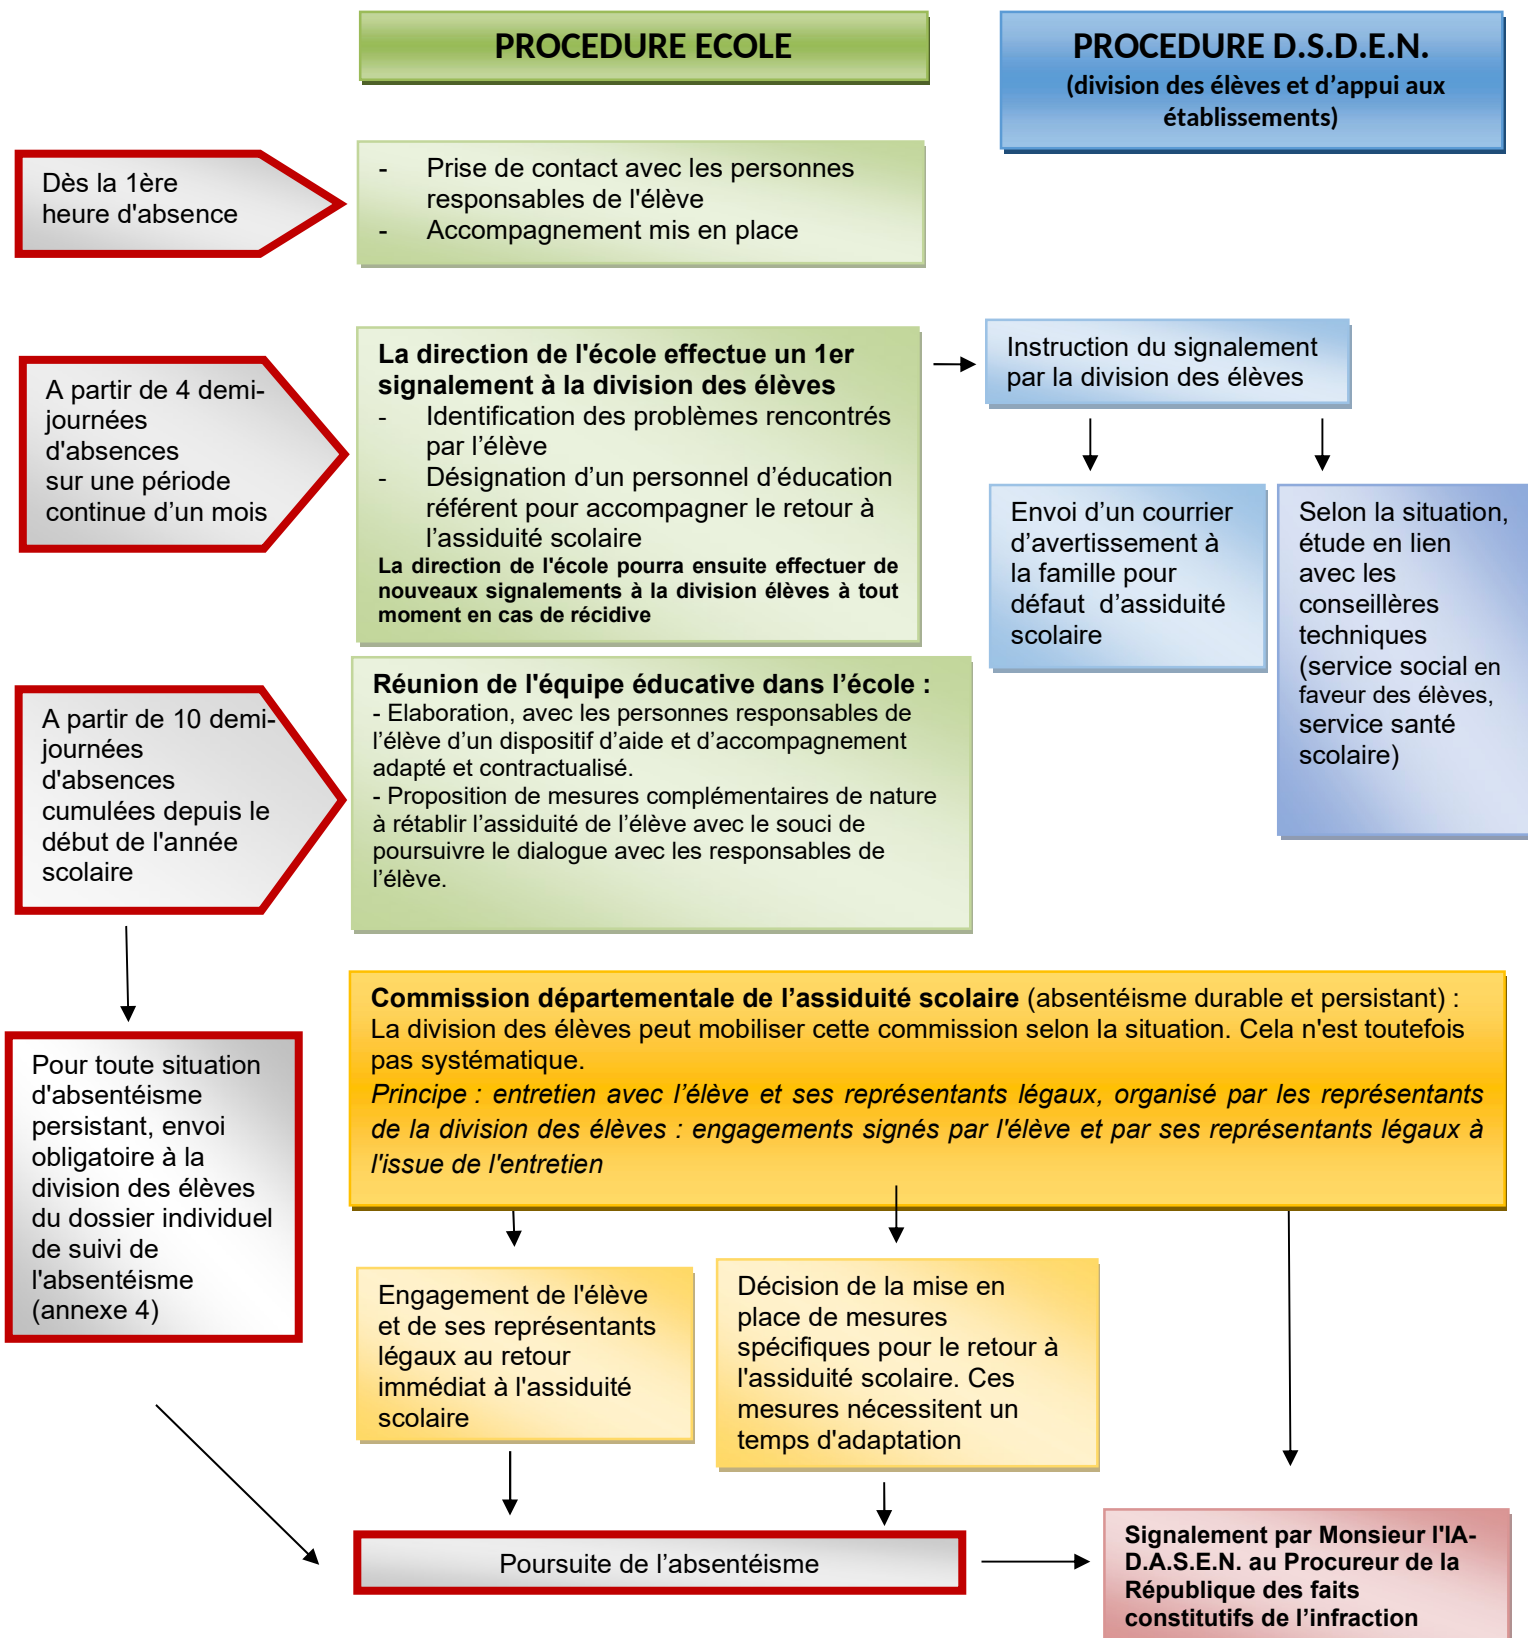 PROCEDURE ECOLE
PROCEDURE D.S.D.E.N.
(division des élèves et d’appui aux
établissements)
Dès la 1ère
heure d'absence
- Prise de contact avec les personnes
responsables de l'élève
- Accompagnement mis en place
A partir de 4 demi-
journées
d'absences
sur une période
continue d’un mois
La direction de l'école effectue un 1er
signalement à la division des élèves
- Identification des problèmes rencontrés
par l’élève
- Désignation d’un personnel d’éducation
référent pour accompagner le retour à
l’assiduité scolaire
La direction de l'école pourra ensuite effectuer de
nouveaux signalements à la division élèves à tout
moment en cas de récidive
Instruction du signalement
par la division des élèves
Envoi d’un courrier
d’avertissement à
la famille pour
défaut d’assiduité
scolaire
Selon la situation,
étude en lien
avec les
conseillères
techniques
(service social en
faveur des élèves,
service santé
scolaire)
A partir de 10 demi-
journées
d'absences
cumulées depuis le
début de l'année
scolaire
Réunion de l'équipe éducative dans l’école :
- Elaboration, avec les personnes responsables de
l’élève d’un dispositif d’aide et d’accompagnement
adapté et contractualisé.
- Proposition de mesures complémentaires de nature
à rétablir l’assiduité de l’élève avec le souci de
poursuivre le dialogue avec les responsables de
l’élève.
Commission départementale de l’assiduité scolaire (absentéisme durable et persistant) :
La division des élèves peut mobiliser cette commission selon la situation. Cela n'est toutefois
pas systématique.
Principe : entretien avec l’élève et ses représentants légaux, organisé par les représentants
de la division des élèves : engagements signés par l'élève et par ses représentants légaux à
l'issue de l'entretien
Pour toute situation
d'absentéisme
persistant, envoi
obligatoire à la
division des élèves
du dossier individuel
de suivi de
l'absentéisme
(annexe 4)
Engagement de l'élève
et de ses représentants
légaux au retour
immédiat à l'assiduité
scolaire
Décision de la mise en
place de mesures
spécifiques pour le retour à
l'assiduité scolaire. Ces
mesures nécessitent un
temps d'adaptation
Poursuite de l’absentéisme
Signalement par Monsieur l'IA-
D.A.S.E.N. au Procureur de la
République des faits
constitutifs de l’infraction